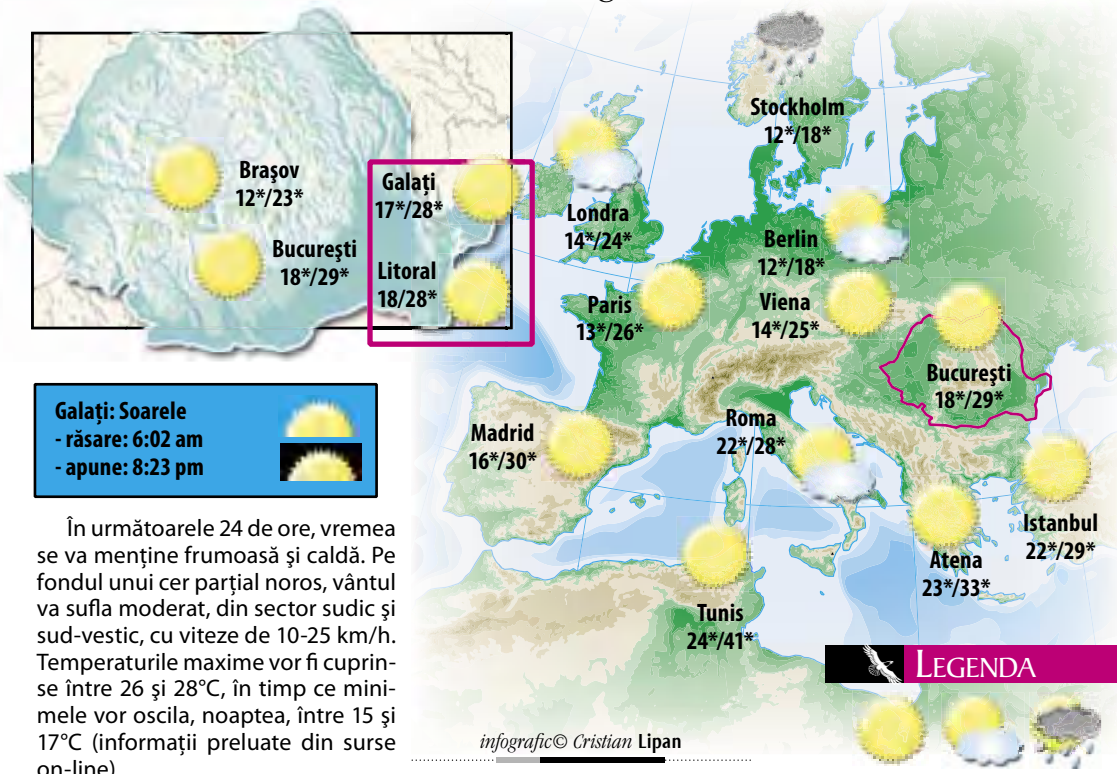 Braşov
12*/23*
Bucureşti
18*/29*
Galaţi
17*/28*
Litoral
18/28*
Stockholm
12*/18*
Londra
14*/24*
Berlin
12*/18*
Paris
13*/26*
Viena
14*/25*
Bucureşti
18*/29*
Madrid
16*/30*
Roma
22*/28*
Istanbul
22*/29*
Atena
23*/33*
Tunis
24*/41*
Galaţi: Soarele
- răsare: 6:02 am
- apune: 8:23 pm
În următoarele 24 de ore, vremea
se va menţine frumoasă şi caldă. Pe
fondul unui cer parţial noros, vântul
va sufla moderat, din sector sudic şi
sud-vestic, cu viteze de 10-25 km/h.
Temperaturile maxime vor fi cuprin-
se între 26 şi 28°C, în timp ce mini-
mele vor oscila, noaptea, între 15 şi
17°C (informaţii preluate din surse
on-line)
LEGENDA
infografic© Cristian Lipan